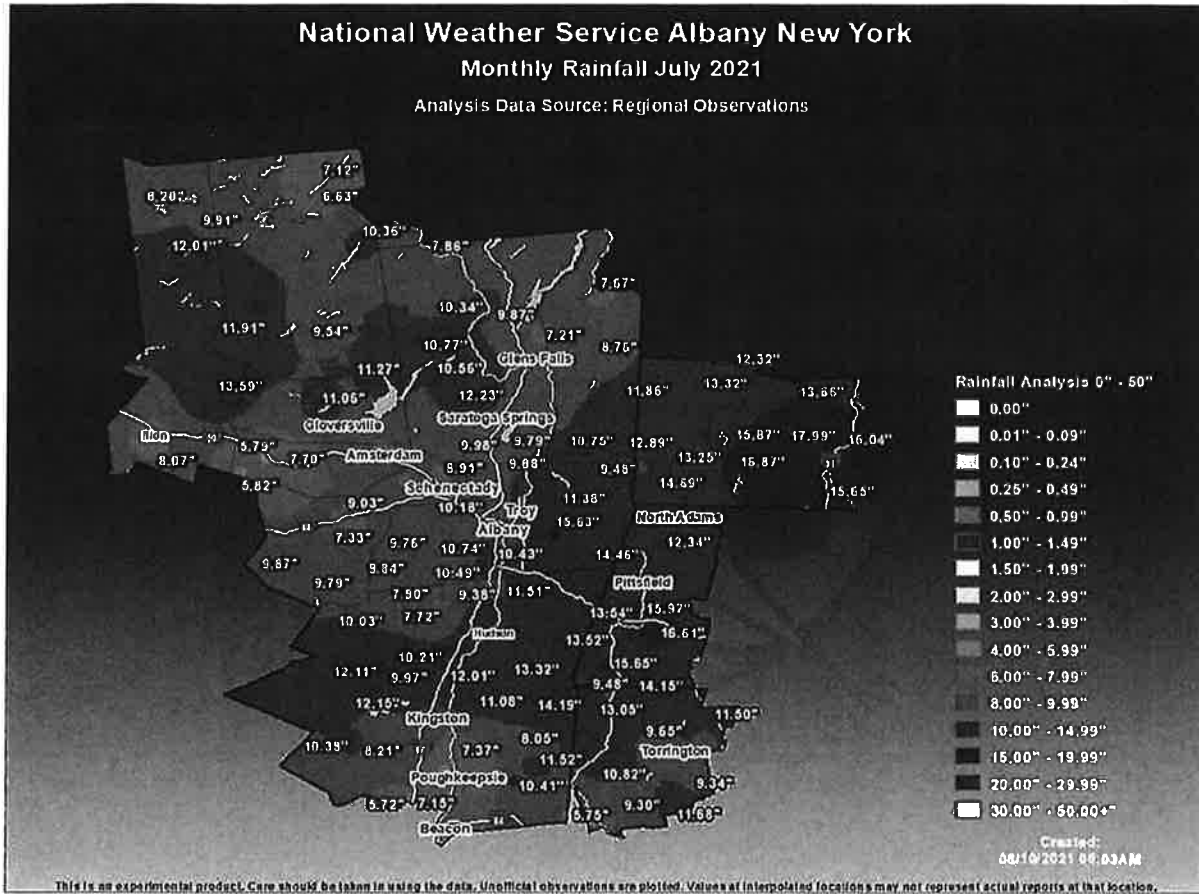 National Weather Service Albany New York
Monthly Rainfall July 2021
Analysis Data Source: Regional Observations
7.12"
6.63"
9.91"
12.01"
10.36"
7.86"
7.67"
10.34"
9.87"
11.91"
9.54"
7.21"
8.76"
10.77"
Glens Falls
12.32"
11.27"
10.56"
13.59"
11.06"
12.23"
11.86"
13.32"
13.66"
Gloversville
Saratoga Springs
Ilion
5.79"
9.98"
9.79"
10.75"
12.89"
15.87"
17.99"
16.04"
8.07"
7.70"
Amsterdam
8.91"
9.88"
9.48"
13.25"
16.87"
5.82"
Schenectady
14.69"
15.65"
9.03"
10.18"
Troy
11.38"
Albany
15.63"
North Adams
7.33"
9.76"
10.74"
10.43"
14.46"
12.34"
9.87"
9.84"
10.49"
9.79"
7.90"
9.38"
11.51"
Pittsfield
10.03"
7.72"
13.54"
15.97"
Hudson
13.52"
16.61"
10.21"
12.11"
9.97"
12.01"
13.32"
15.65"
9.48"
14.15"
12.15"
11.08"
14.19"
13.05"
11.50"
Kingston
10.38"
8.21"
7.37"
8.05"
9.65"
11.52"
Torrington
Poughkeepsie
10.41"
10.82"
9.34"
5.72"
7.15"
5.75"
9.30"
11.68"
Beacon
Rainfall Analysis 0" - 50"
0.00"
0.01" - 0.09"
0.10" - 0.24"
0.25" - 0.49"
0.50" - 0.99"
1.00" - 1.49"
1.50" - 1.99"
2.00" - 2.99"
3.00" - 3.99"
4.00" - 5.99"
6.00" - 7.99"
8.00" - 9.99"
10.00" - 14.99"
15.00" - 19.99"
20.00" - 29.99"
30.00" - 50.00+"
Created:
08/10/2021
This is an experimental product. Care should be taken in using the data. Unofficial observations are plotted. Values at interpolated locations may not represent actual reports at that location.